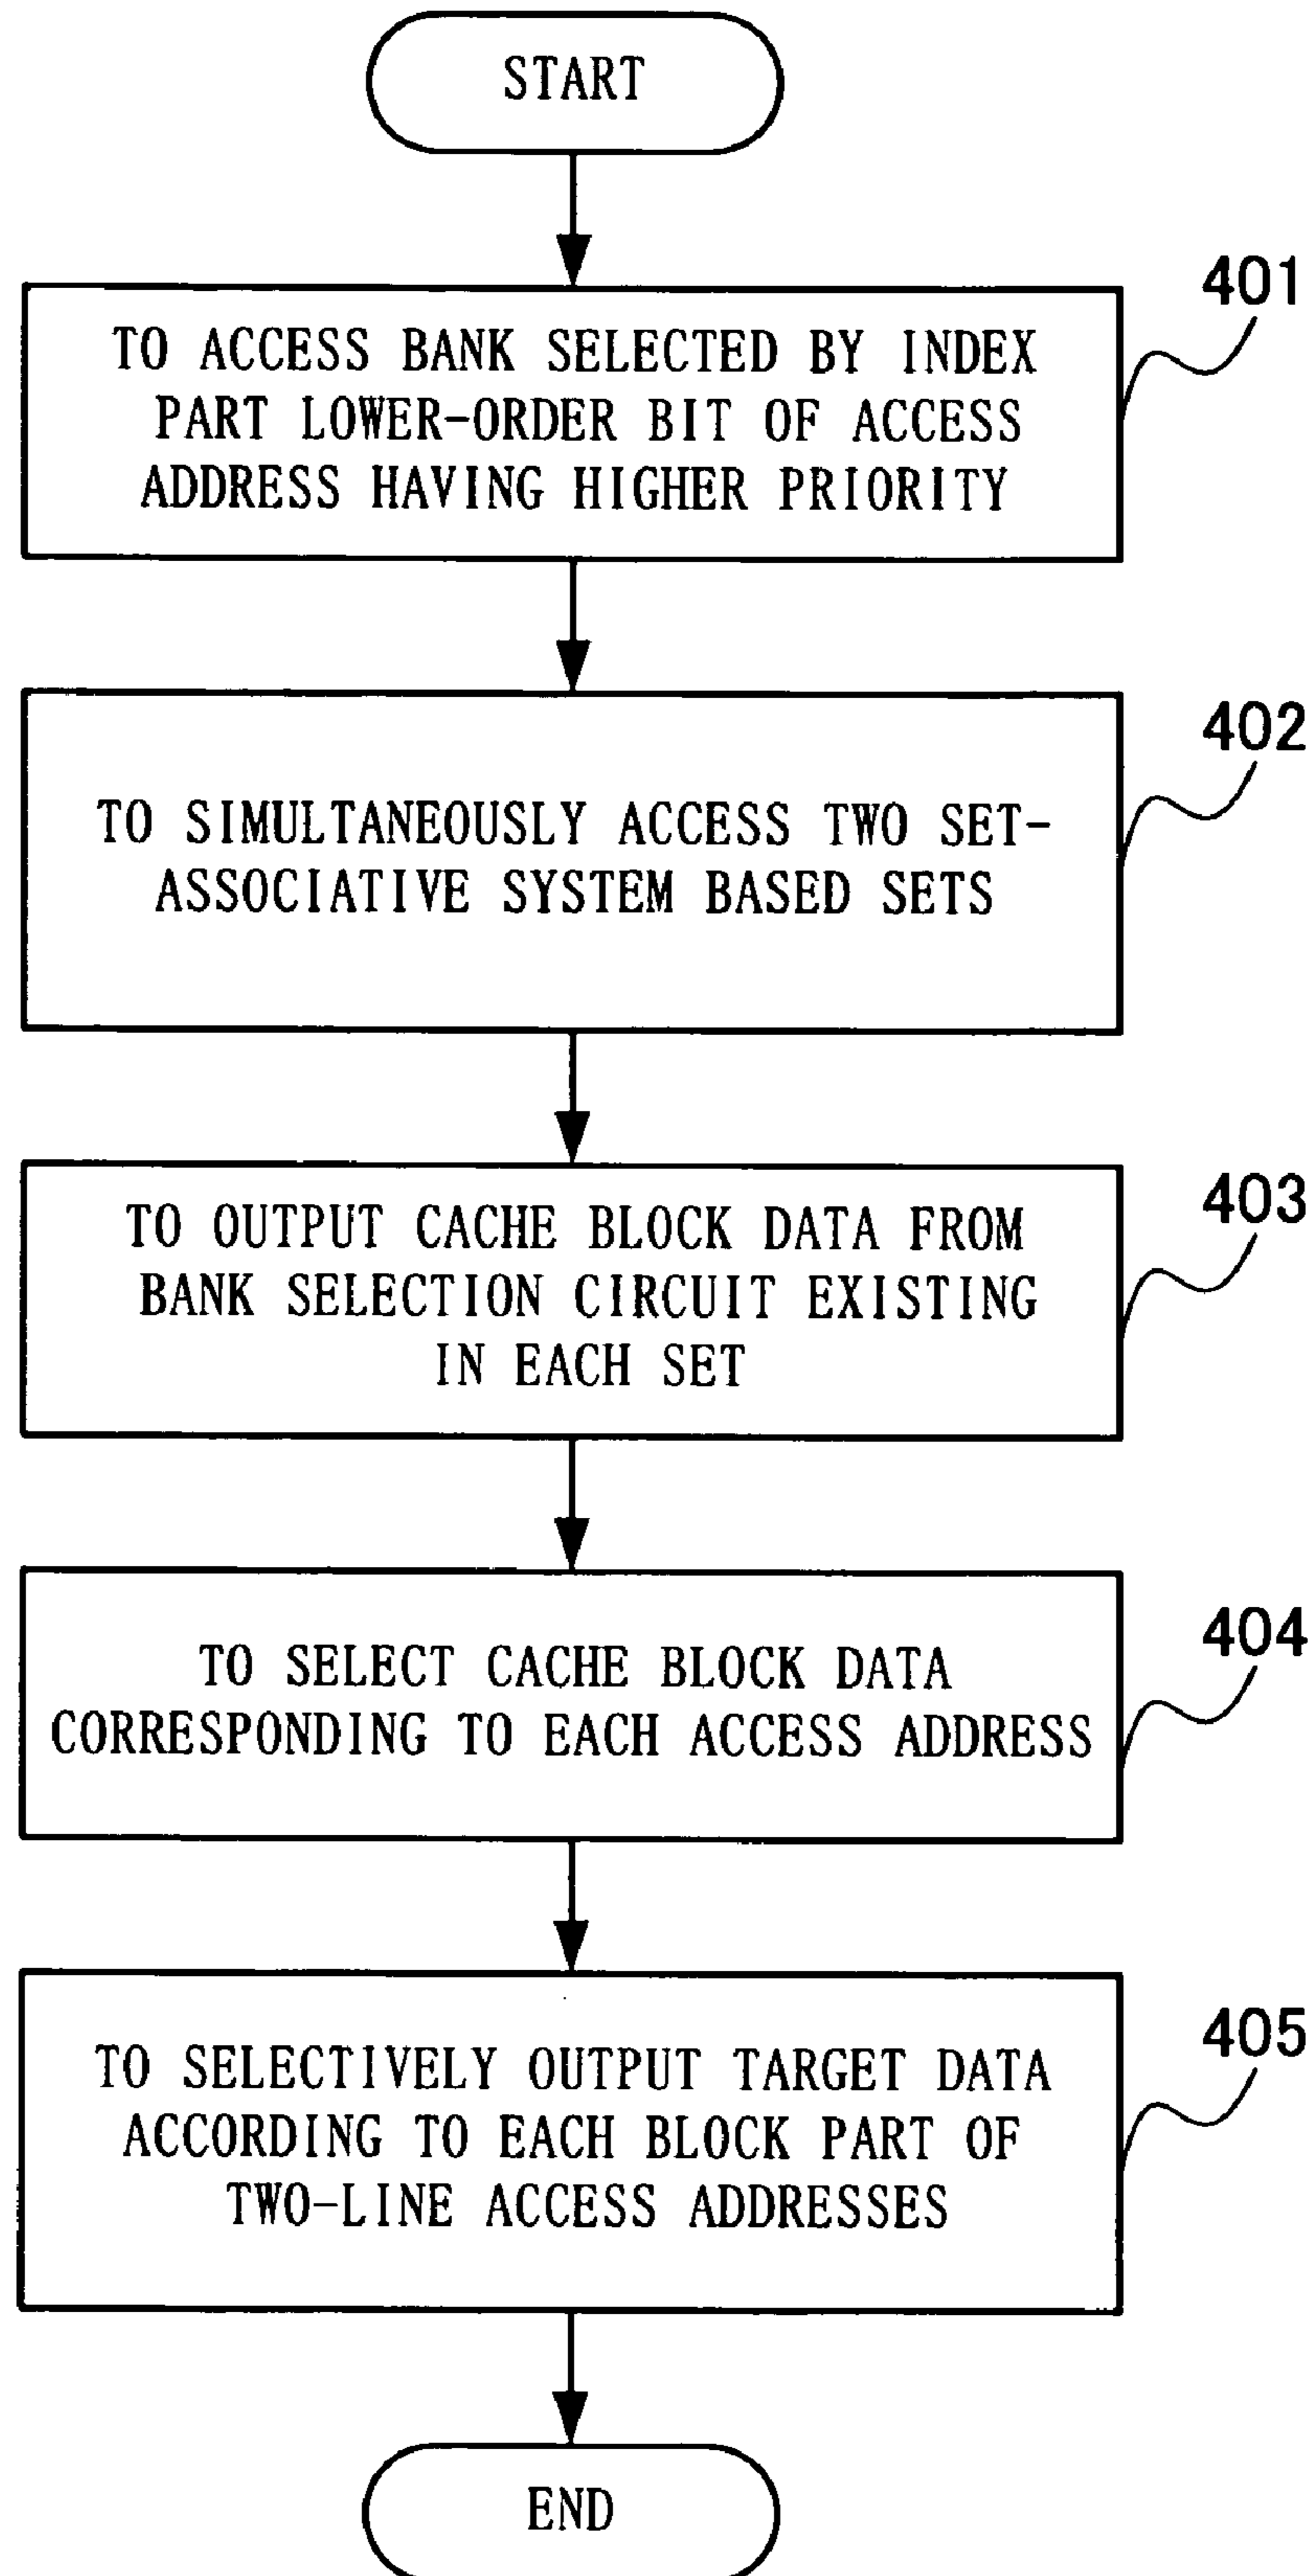 START
401
TO ACCESS BANK SELECTED BY INDEX
PART LOWER-ORDER BIT OF ACCESS
ADDRESS HAVING HIGHER PRIORITY
402
TO SIMULTANEOUSLY ACCESS TWO SET-
ASSOCIATIVE SYSTEM BASED SETS
403
TO OUTPUT CACHE BLOCK DATA FROM
BANK SELECTION CIRCUIT EXISTING
IN EACH SET
404
TO SELECT CACHE BLOCK DATA
CORRESPONDING TO EACH ACCESS ADDRESS
405
TO SELECTIVELY OUTPUT TARGET DATA
ACCORDING TO EACH BLOCK PART OF
TWO-LINE ACCESS ADDRESSES
END